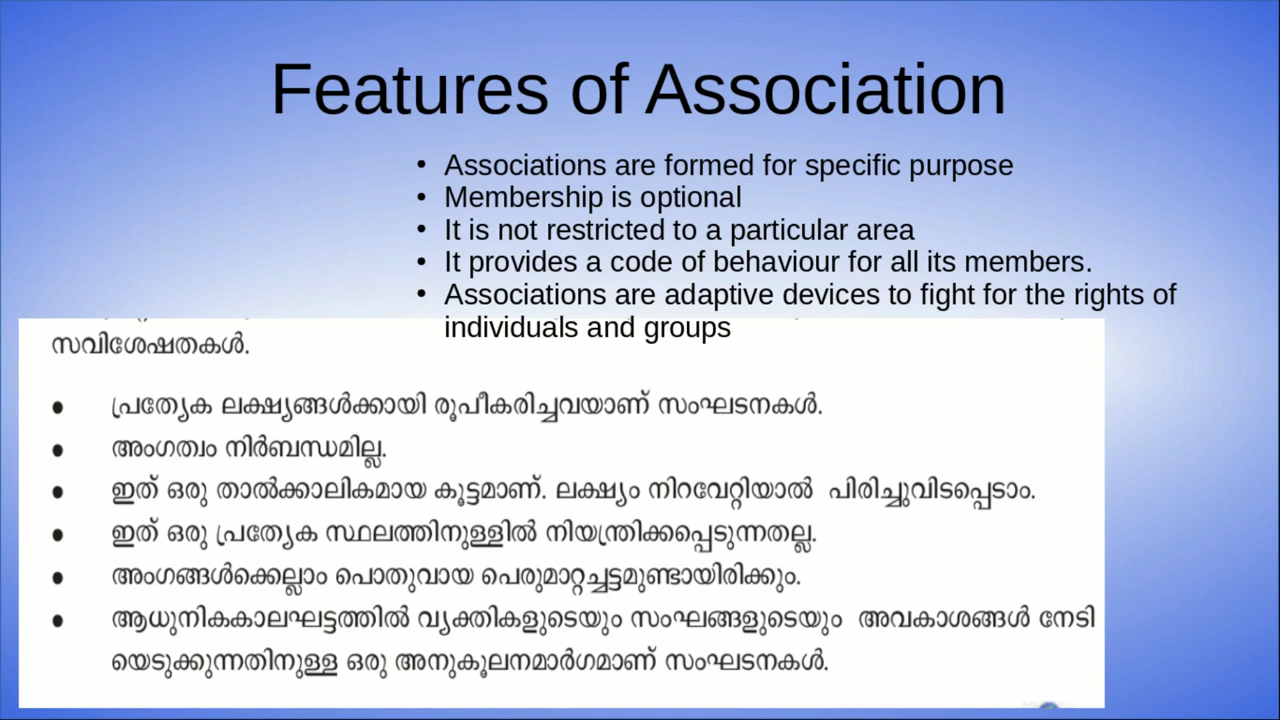 Features of Association
• Associations are formed for specific purpose
• Membership is optional
• It is not restricted to a particular area
• It provides a code of behaviour for all its members.
• Associations are adaptive devices to fight for the rights of
individuals and groups
സവിശേഷതകൾ.
• പ്രത്യേക ലക്ഷ്യങ്ങൾക്കായി രൂപീകരിച്ചവയാണ് സംഘടനകൾ.
• അംഗത്വം നിർബന്ധമില്ല.
• ഇത് ഒരു താൽക്കാലികമായ കൂട്ടമാണ്. ലക്ഷ്യം നിറവേറ്റിയാൽ പിരിച്ചുവിടപ്പെടാം.
• ഇത് ഒരു പ്രത്യേക സ്ഥലത്തിനുള്ളിൽ നിയന്ത്രിക്കപ്പെടുന്നതല്ല.
• അംഗങ്ങൾക്കെല്ലാം പൊതുവായ പെരുമാറ്റച്ചട്ടമുണ്ടായിരിക്കും.
• ആധുനികകാലഘട്ടത്തിൽ വ്യക്തികളുടെയും സംഘങ്ങളുടെയും അവകാശങ്ങൾ നേടി
യെടുക്കുന്നതിനുള്ള ഒരു അനുകൂലനമാർഗമാണ് സംഘടനകൾ.